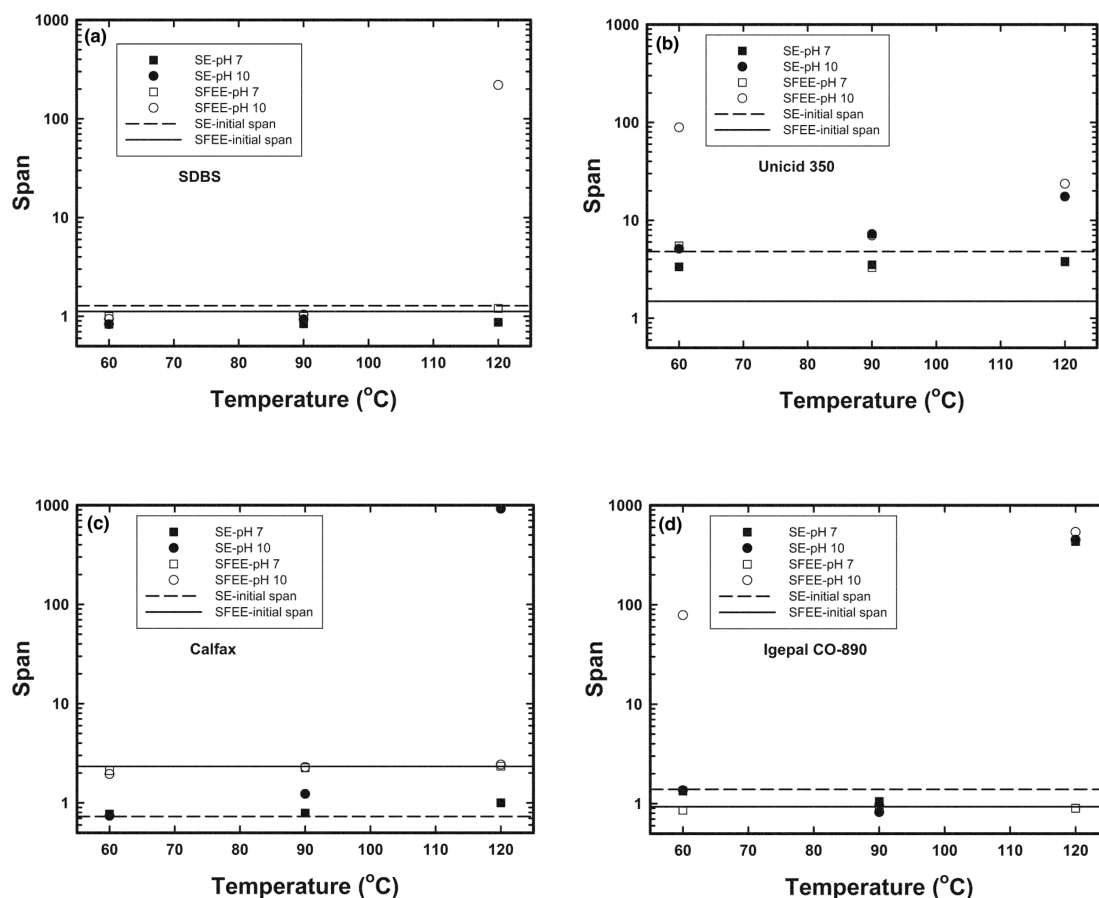 (a)
SE-pH 7
SE-pH 10
SFEE-pH 7
SFEE-pH 10
SE-initial span
SFEE-initial span
SDBS
Span
1000
100
10
1
60 70 80 90 100 110 120
Temperature (°C)
(b)
SE-pH 7
SE-pH 10
SFEE-pH 7
SFEE-pH 10
SE-initial span
SFEE-initial span
Unicid 350
Span
1000
100
10
1
60 70 80 90 100 110 120
Temperature (°C)
(c)
SE-pH 7
SE-pH 10
SFEE-pH 7
SFEE-pH 10
SE-initial span
SFEE-initial span
Calfax
Span
1000
100
10
1
60 70 80 90 100 110 120
Temperature (°C)
(d)
SE-pH 7
SE-pH 10
SFEE-pH 7
SFEE-pH 10
SE-initial span
SFEE-initial span
Igepal CO-890
Span
1000
100
10
1
60 70 80 90 100 110 120
Temperature (°C)